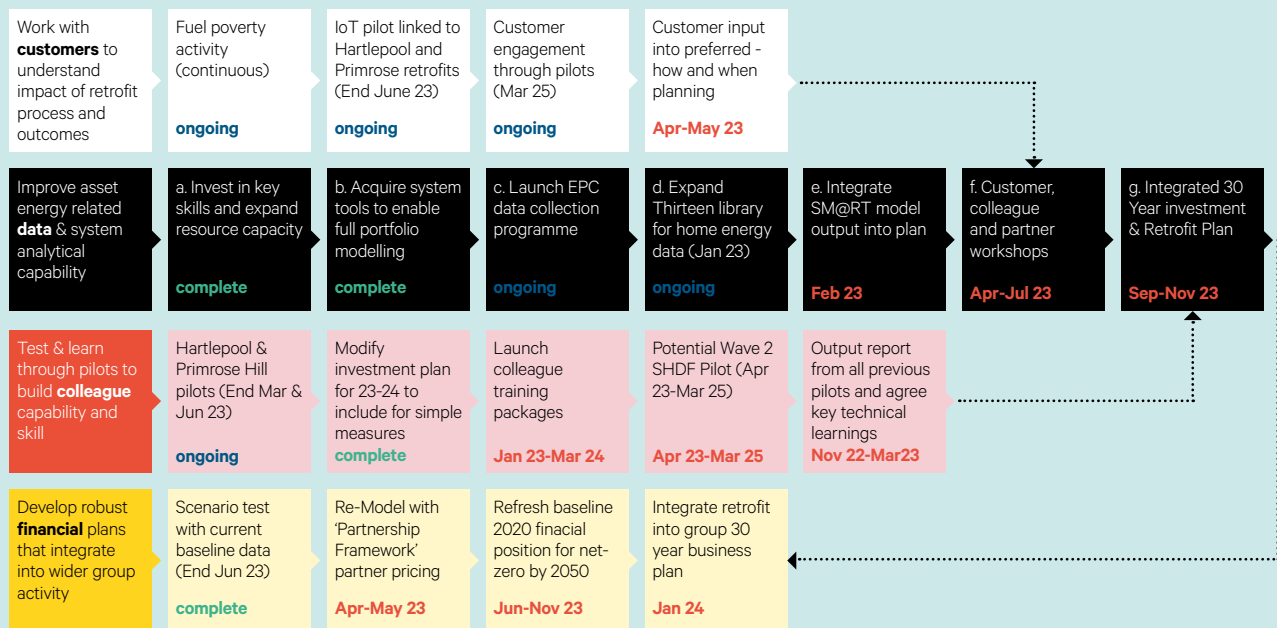 Work with
customers to
understand
impact of retrofit
process and
outcomes
Fuel poverty
activity
(continuous)
ongoing
IoT pilot linked to
Hartlepool and
Primrose retrofits
(End June 23)
ongoing
Customer
engagement
through pilots
(Mar 25)
ongoing
Customer input
into preferred -
how and when
planning
Apr-May 23
Improve asset
energy related
data & system
analytical
capability
a. Invest in key
skills and expand
resource capacity
complete
b. Acquire system
tools to enable
full portfolio
modelling
complete
c. Launch EPC
data collection
programme
ongoing
d. Expand
Thirteen library
for home energy
data (Jan 23)
ongoing
e. Integrate
SM@RT model
output into plan
Feb 23
f. Customer,
colleague
and partner
workshops
Apr-Jul 23
g. Integrated 30
Year investment
& Retrofit Plan
Sep-Nov 23
Test & learn
through pilots to
build colleague
capability and
skill
Hartlepool &
Primrose Hill
pilots (End Mar &
Jun 23)
ongoing
Modify
investment plan
for 23-24 to
include for simple
measures
complete
Launch
colleague
training
packages
Jan 23-Mar 24
Potential Wave 2
SHDF Pilot (Apr
23-Mar 25)
Apr 23-Mar 25
Output report
from all previous
pilots and agree
key technical
learnings
Nov 22-Mar23
Develop robust
financial plans
that integrate
into wider group
activity
Scenario test
with current
baseline data
(End Jun 23)
complete
Re-Model with
‘Partnership
Framework’
partner pricing
Apr-May 23
Refresh baseline
2020 finacial
position for net-
zero by 2050
Jun-Nov 23
Integrate retrofit
into group 30
year business
plan
Jan 24